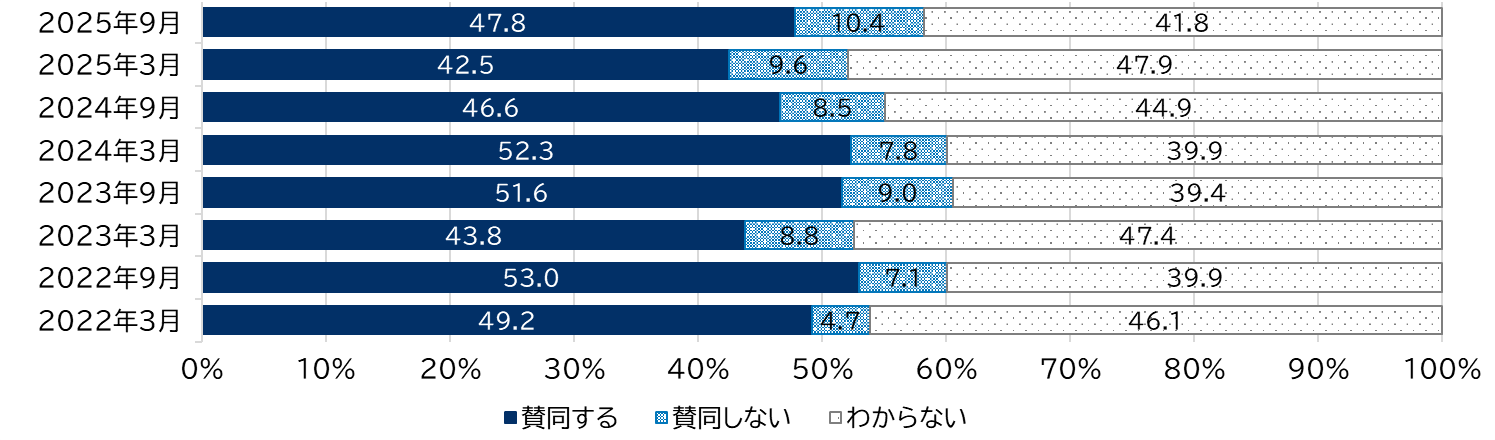 2025年9月 47.8 10.4 41.8
2025年3月 42.5 9.6 47.9
2024年9月 46.6 8.5 44.9
2024年3月 52.3 7.8 39.9
2023年9月 51.6 9.0 39.4
2023年3月 43.8 8.8 47.4
2022年9月 53.0 7.1 39.9
2022年3月 49.2 4.7 46.1
0% 10% 20% 30% 40% 50% 60% 70% 80% 90% 100%
賛同する 賛同しない わからない